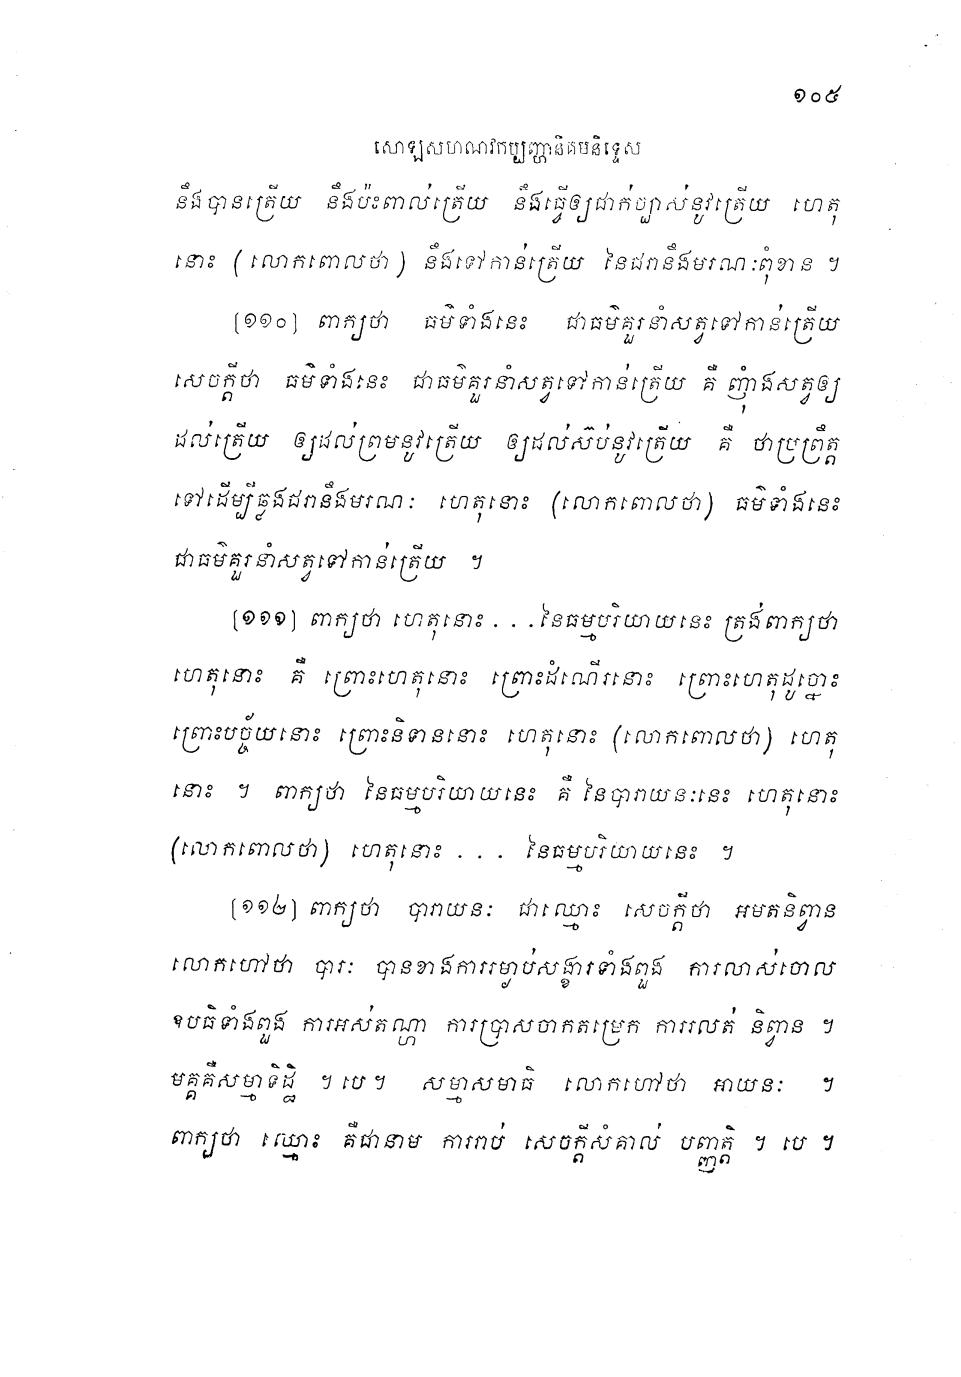 ១០៥
សោឡសហណវកប្បញ្ហានិគមនិទ្ទេស
នឹងបានត្រើយ នឹងប៉ះពាល់ត្រើយ នឹងធ្វើឲ្យជាក់ច្បាស់នូវត្រើយ ហេតុ
នោះ (លោកពោលថា) នឹងទៅកាន់ត្រើយ នៃជរានឹងមរណៈពុំខាន ។
[១១០] ពាក្យថា ធម៌ទាំងនេះ ជាធម៌គួរនាំសត្វទៅកាន់ត្រើយ
សេចក្តីថា ធម៌ទាំងនេះ ជាធម៌គួរនាំសត្វទៅកាន់ត្រើយ គឺ ញុំាងសត្វឲ្យ
ដល់ត្រើយ ឲ្យដល់ព្រមនូវត្រើយ ឲ្យដល់ស៊ប់នូវត្រើយ គឺ ថាប្រព្រឹត្ត
ទៅដើម្បីឆ្លងជរានឹងមរណៈ ហេតុនោះ (លោកពោលថា) ធម៌ទាំងនេះ
ជាធម៌គួរនាំសត្វទៅកាន់ត្រើយ ។
[១១១] ពាក្យថា ហេតុនោះ . . . នៃធម្មបរិយាយនេះ ត្រង់ពាក្យថា
ហេតុនោះ គឺ ព្រោះហេតុនោះ ព្រោះដំណើរនោះ ព្រោះហេតុដូច្នោះ
ព្រោះបច្ច័យនោះ ព្រោះនិទាននោះ ហេតុនោះ (លោកពោលថា) ហេតុ
នោះ ។ ពាក្យថា នៃធម្មបរិយាយនេះ គឺ នៃបារាយនៈនេះ ហេតុនោះ
(លោកពោលថា) ហេតុនោះ . . . នៃធម្មបរិយាយនេះ ។
[១១២] ពាក្យថា បារាយនៈ ជាឈ្មោះ សេចក្តីថា អមតនិព្វាន
លោកហៅថា បារៈ បានខាងការរម្ងាប់សង្ខារទាំងពួង ការលាស់ចោល
ឧបធិទាំងពួង ការអស់តណ្ហា ការប្រាសចាកតម្រេក ការរលត់ និព្វាន ។
មគ្គគឺសម្មាទិដ្ឋិ ។ បេ ។ សម្មាសមាធិ លោកហៅថា អាយនៈ ។
ពាក្យថា ឈ្មោះ គឺជានាម ការរាប់ សេចក្តីសំគាល់ បញ្ញត្តិ ។ បេ ។